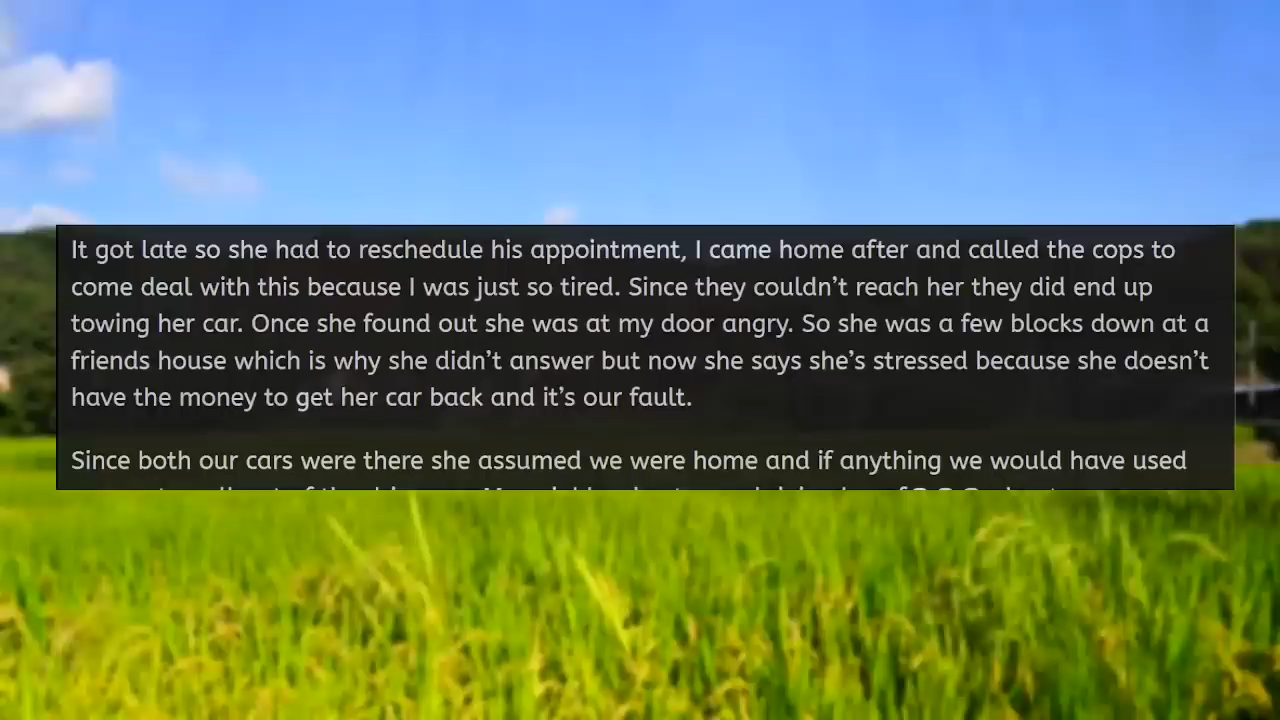 It got late so she had to reschedule his appointment, I came home after and called the cops to
come deal with this because I was just so tired. Since they couldn’t reach her they did end up
towing her car. Once she found out she was at my door angry. So she was a few blocks down at a
friends house which is why she didn’t answer but now she says she’s stressed because she doesn’t
have the money to get her car back and it’s our fault.
Since both our cars were there she assumed we were home and if anything we would have used